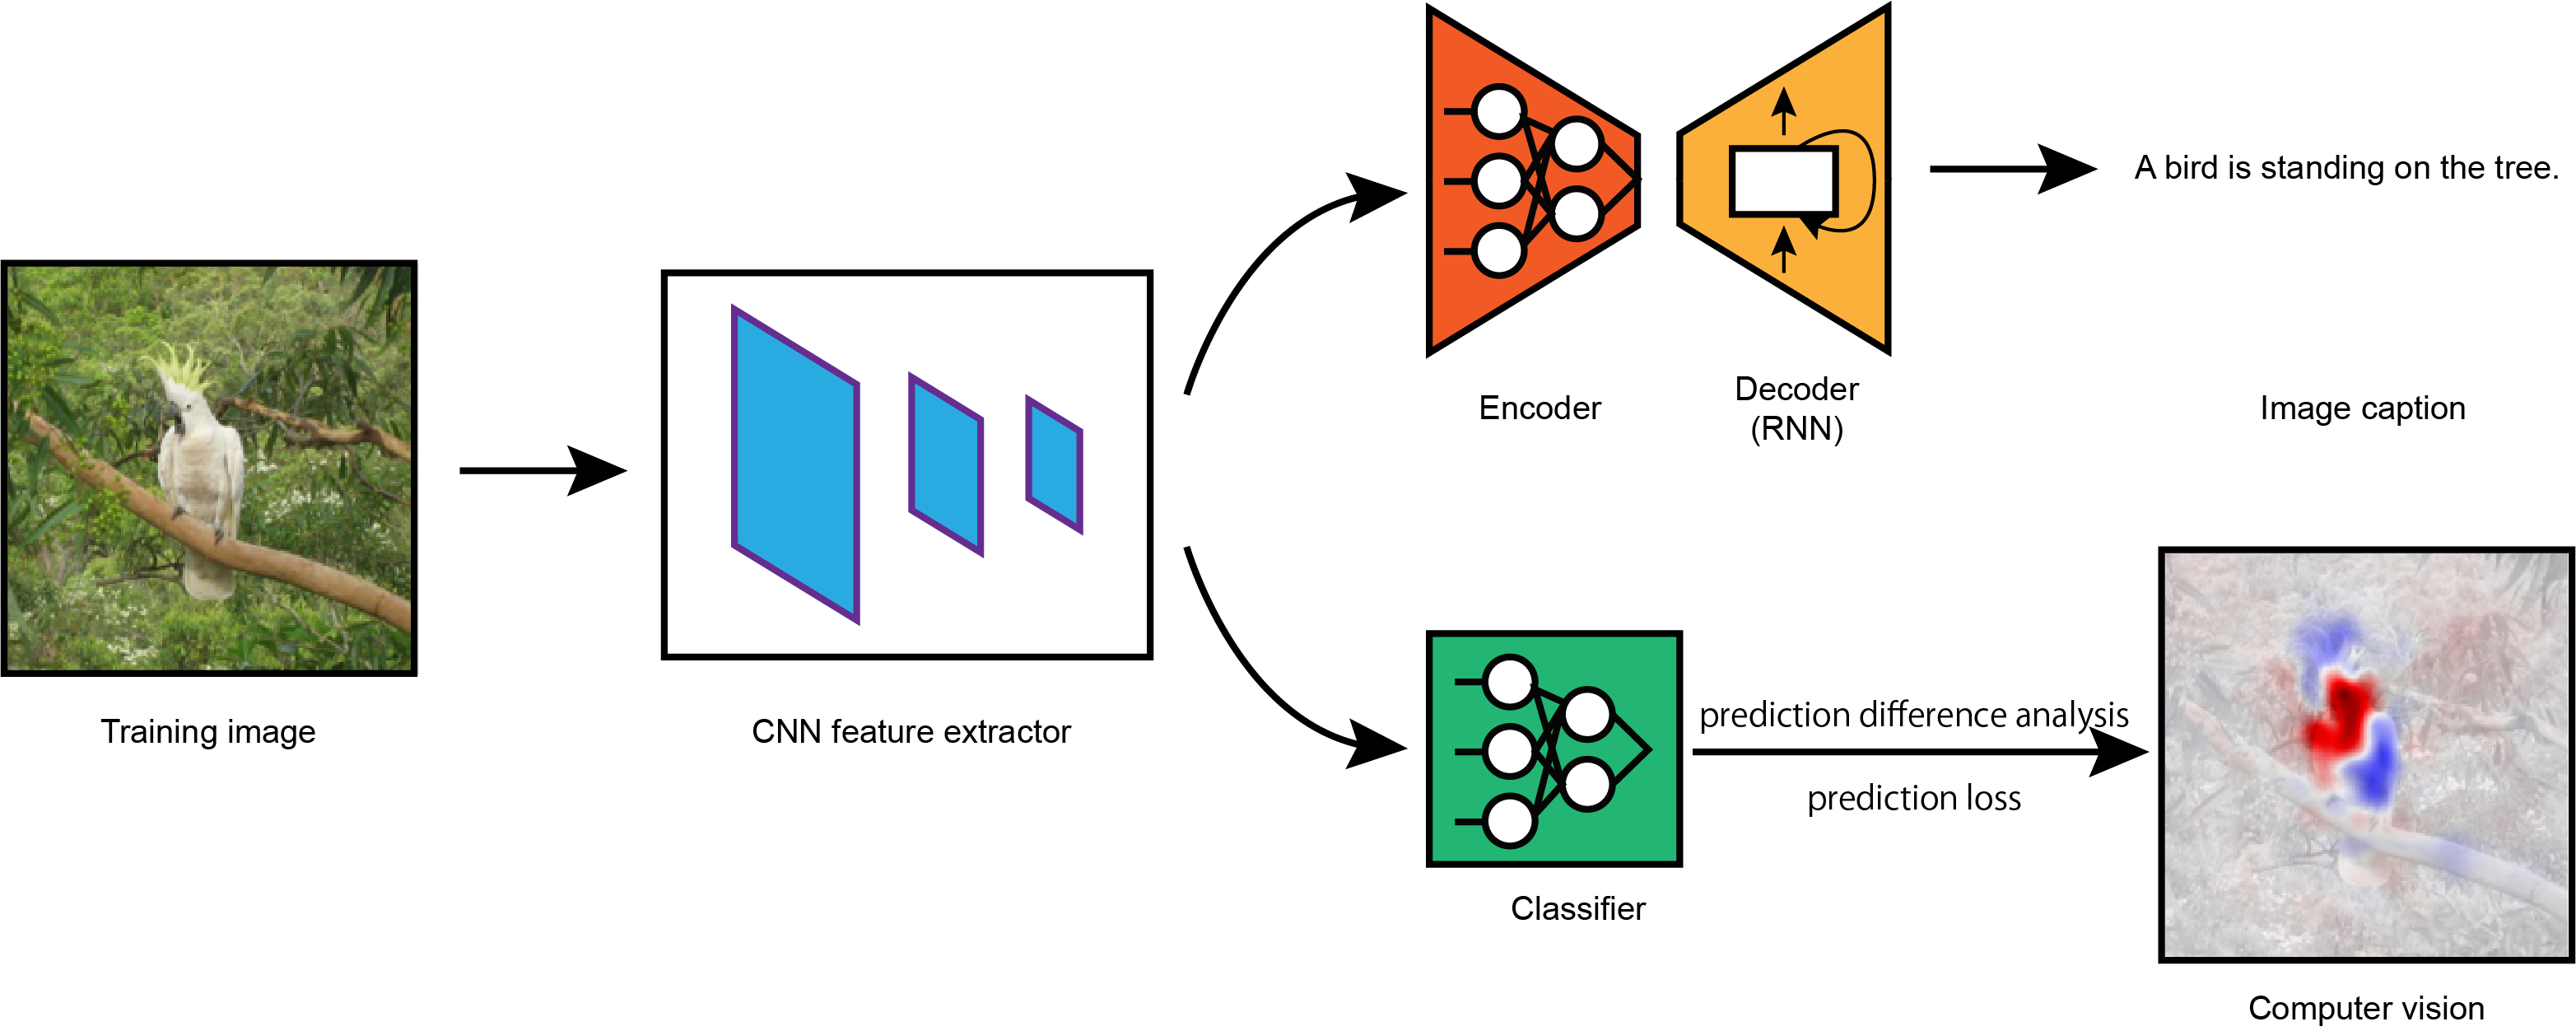 A bird is standing on the tree.
Encoder
Decoder
(RNN)
Image caption
Training image
CNN feature extractor
prediction difference analysis
prediction loss
Classifier
Computer vision